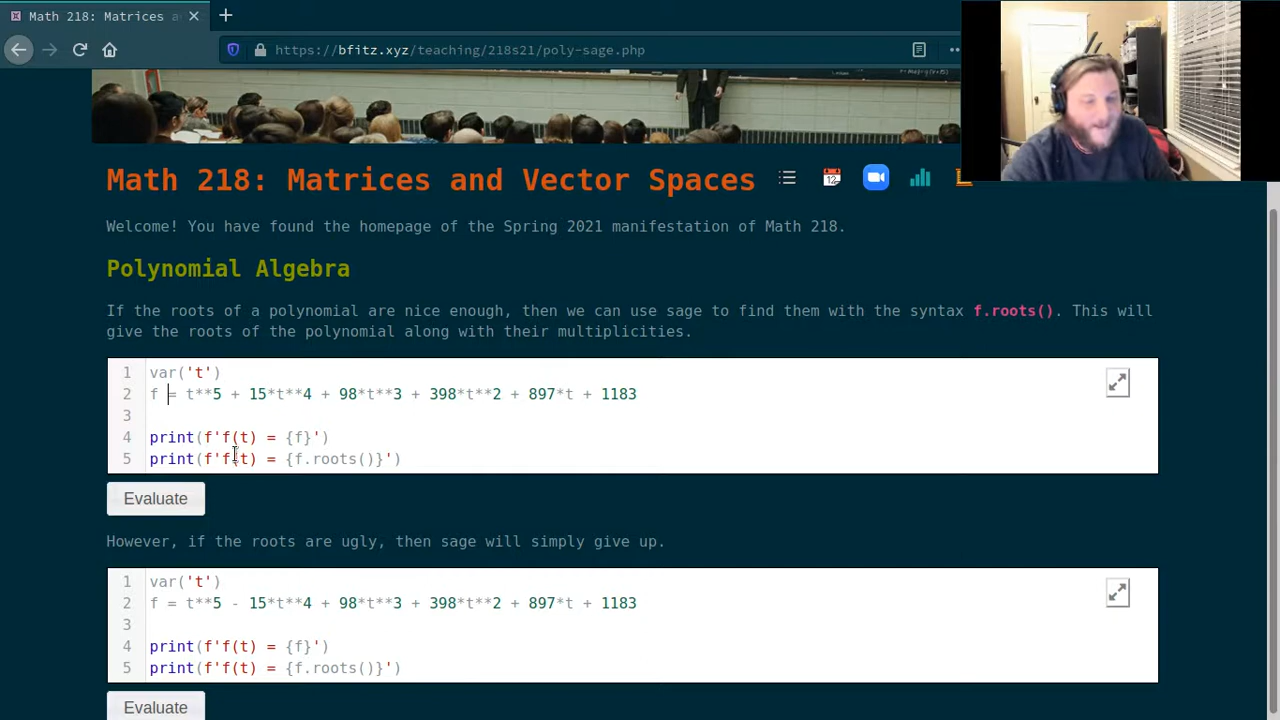 Math 218: Matrices a
https://bfitz.xyz/teaching/218s21/poly-sage.php
Math 218: Matrices and Vector Spaces
12
Welcome! You have found the homepage of the Spring 2021 manifestation of Math 218.
Polynomial Algebra
If the roots of a polynomial are nice enough, then we can use sage to find them with the syntax f.roots(). This will
give the roots of the polynomial along with their multiplicities.
1 var('t')
2 f = t**5 + 15*t**4 + 98*t**3 + 398*t**2 + 897*t + 1183
3
4 print(f'f(t) = {f}')
5 print(f'f(t) = {f.roots()}')
Evaluate
However, if the roots are ugly, then sage will simply give up.
1 var('t')
2 f = t**5 - 15*t**4 + 98*t**3 + 398*t**2 + 897*t + 1183
3
4 print(f'f(t) = {f}')
5 print(f'f(t) = {f.roots()}')
Evaluate